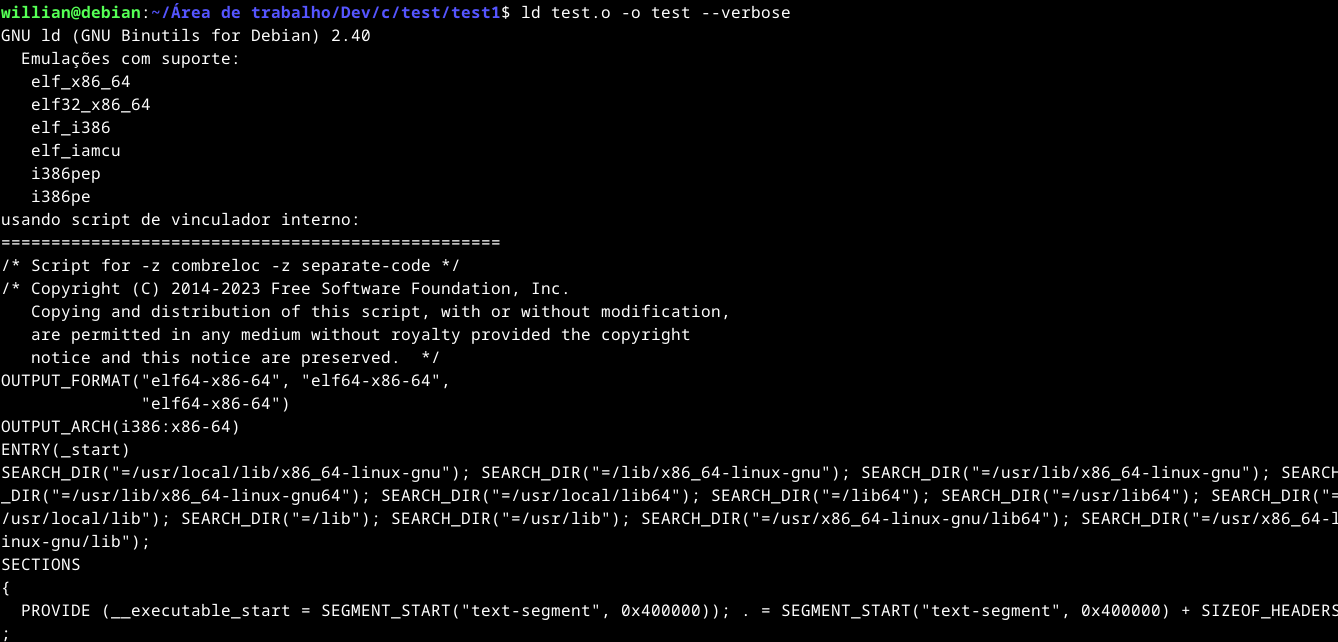 willian@debian:~/Área de trabalho/Dev/c/test/test1$ ld test.o -o test --verbose
GNU ld (GNU Binutils for Debian) 2.40
  Emulações com suporte:
   elf_x86_64
   elf32_x86_64
   elf_i386
   elf_iamcu
   i386pep
   i386pe
usando script de vinculador interno:
==================================================
/* Script for -z combreloc -z separate-code */
/* Copyright (C) 2014-2023 Free Software Foundation, Inc.
   Copying and distribution of this script, with or without modification,
   are permitted in any medium without royalty provided the copyright
   notice and this notice are preserved.  */
OUTPUT_FORMAT("elf64-x86-64", "elf64-x86-64",
              "elf64-x86-64")
OUTPUT_ARCH(i386:x86-64)
ENTRY(_start)
SEARCH_DIR("=/usr/local/lib/x86_64-linux-gnu"); SEARCH_DIR("=/lib/x86_64-linux-gnu"); SEARCH_DIR("=/usr/lib/x86_64-linux-gnu"); SEARCH
_DIR("=/usr/lib/x86_64-linux-gnu64"); SEARCH_DIR("=/usr/local/lib64"); SEARCH_DIR("=/lib64"); SEARCH_DIR("=/usr/lib64"); SEARCH_DIR("=
/usr/local/lib"); SEARCH_DIR("=/lib"); SEARCH_DIR("=/usr/lib"); SEARCH_DIR("=/usr/x86_64-linux-gnu/lib64"); SEARCH_DIR("=/usr/x86_64-l
inux-gnu/lib");
SECTIONS
{
  PROVIDE (__executable_start = SEGMENT_START("text-segment", 0x400000)); . = SEGMENT_START("text-segment", 0x400000) + SIZEOF_HEADERS
;